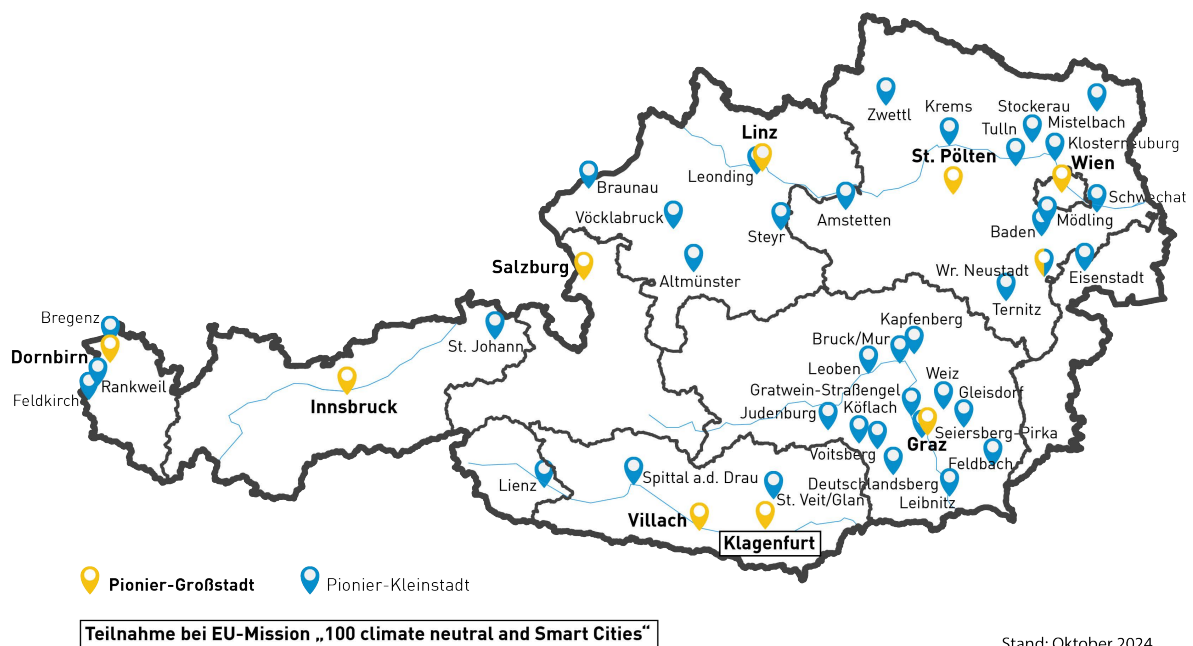 Zwettl
Krems
Stockerau
Mistelbach
Tulln
Klosterneuburg
St. Pölten
Wien
Linz
Leonding
Schwechat
Braunau
Amstetten
Mödling
Vöcklabruck
Steyr
Baden
Salzburg
Altmünster
Wr. Neustadt
Eisenstadt
Ternitz
Bregenz
Kapfenberg
Dornbirn
St. Johann
Bruck/Mur
Leoben
Rankweil
Weiz
Feldkirch
Innsbruck
Gratwein-Straßengel
Gleisdorf
Judenburg
Köflach
Seiersberg-Pirka
Graz
Voitsberg
Feldbach
Lienz
Spittal a.d. Drau
Deutschlandsberg
St. Veit/Glan
Leibnitz
Villach
Klagenfurt
Pionier-Großstadt
Pionier-Kleinstadt
Teilnahme bei EU-Mission „100 climate neutral and Smart Cities“
Stand: Oktober 2024